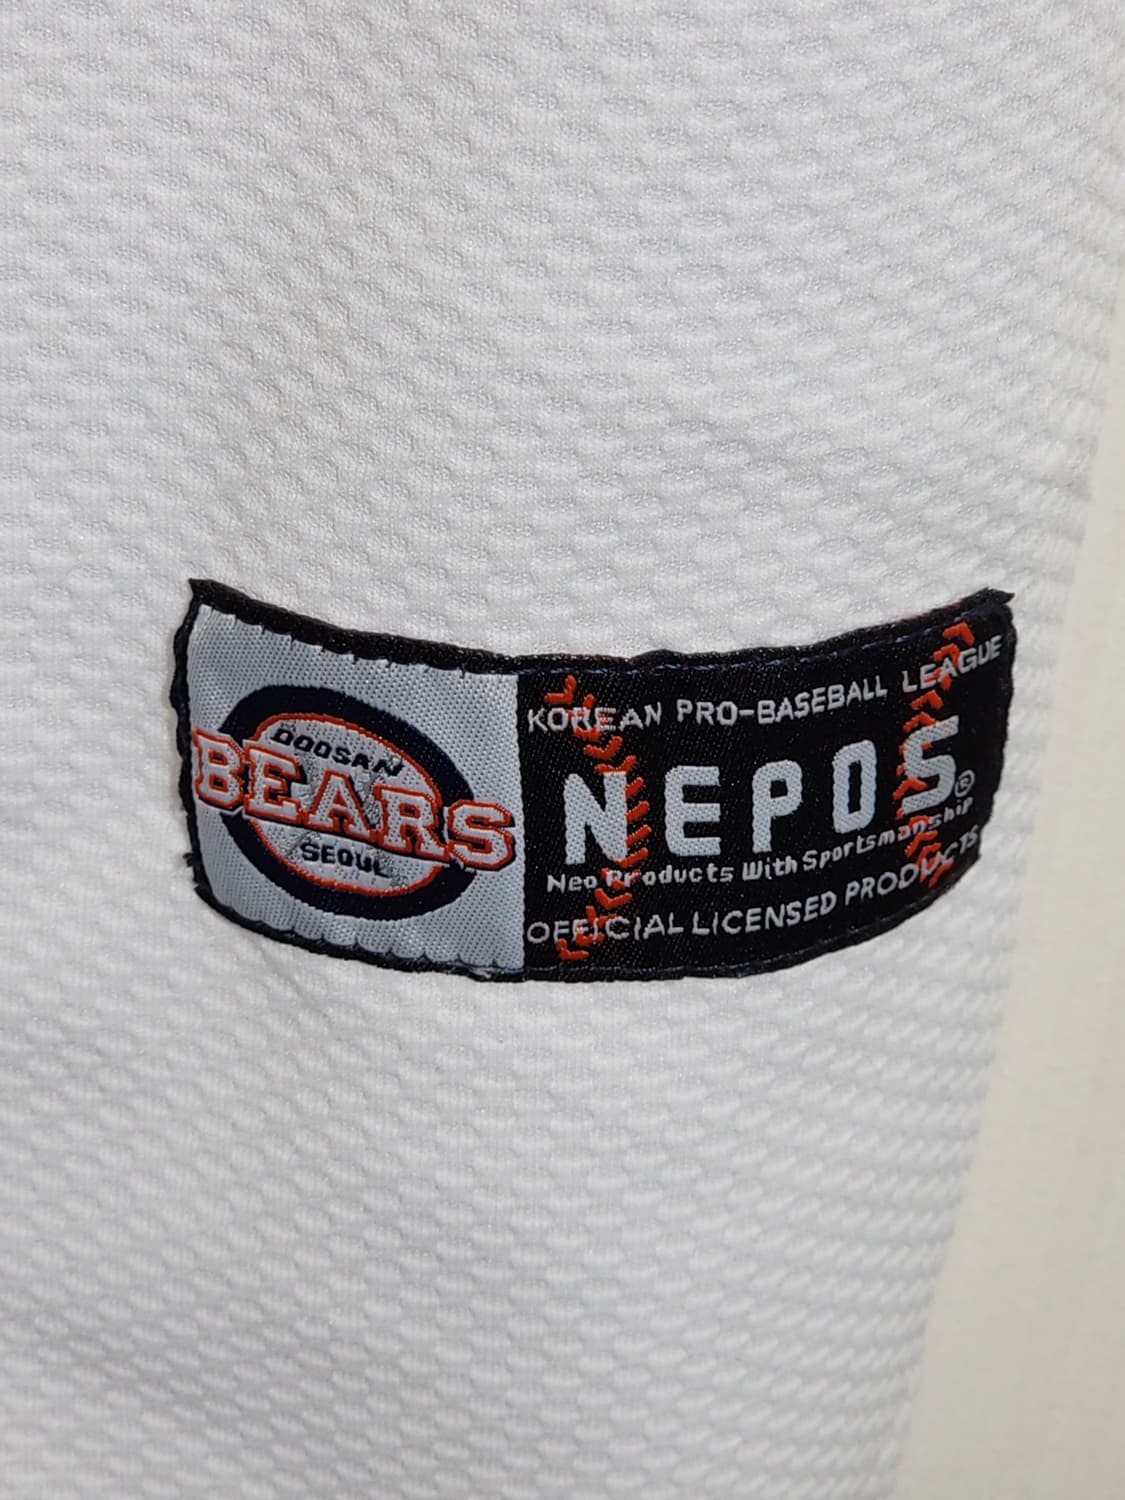 DOOSAN
BEARS
SEOUL
KOREAN PRO-BASEBALL LEAGUE
NEPOS®
Neo Products With Sportsmanship
OFFICIAL LICENSED PRODUCTS